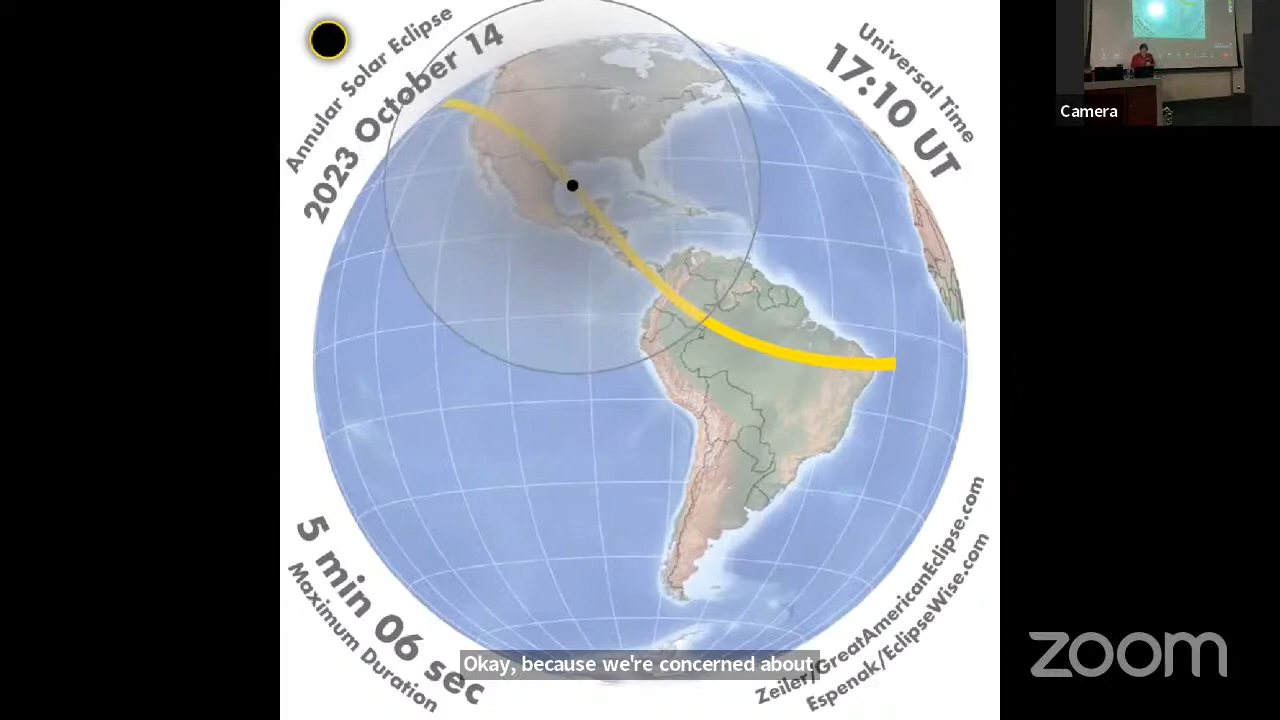 Annular Solar Eclipse
2023 October 14
Universal Time
17:10 UT
Camera
5 min 06 sec
Maximum Duration
Zeiler/GreatAmericanEclipse.com
Espenak/EclipseWise.com
Okay, because we're concerned about
zoom